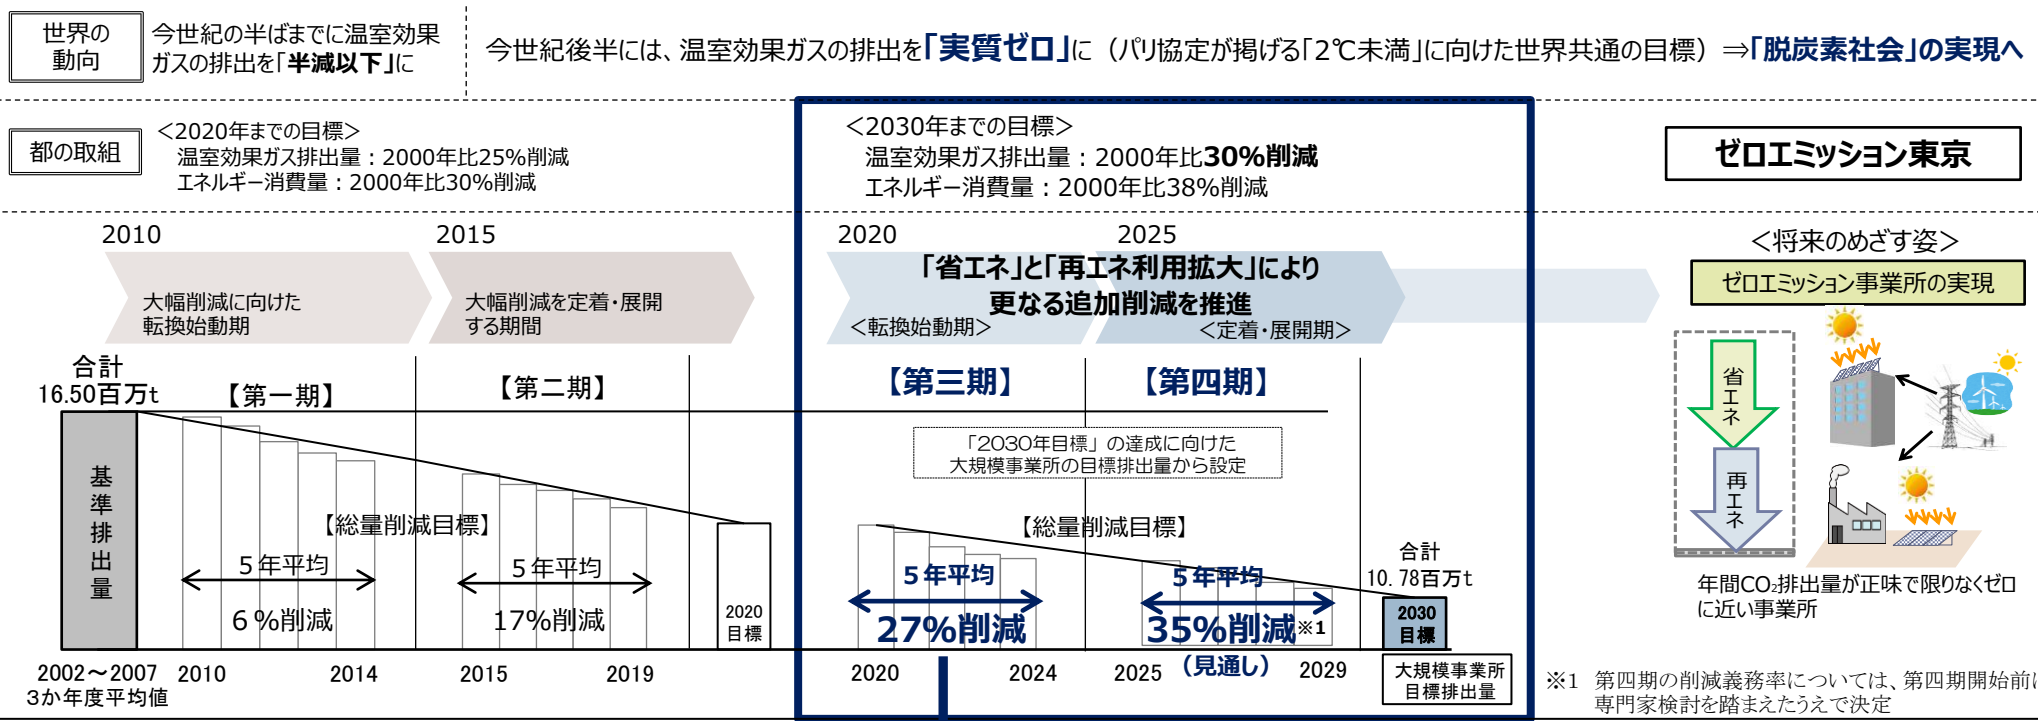 世界の
動向
今世紀の半ばまでに温室効果
ガスの排出を「半減以下」に
今世紀後半には、温室効果ガスの排出を「実質ゼロ」に（パリ協定が掲げる「2℃未満」に向けた世界共通の目標）⇒「脱炭素社会」の実現へ
都の取組
＜2020年までの目標＞
温室効果ガス排出量：2000年比25%削減
エネルギー消費量：2000年比30%削減
＜2030年までの目標＞
温室効果ガス排出量：2000年比30%削減
エネルギー消費量：2000年比38%削減
ゼロエミッション東京
2010
2015
2020
2025
大幅削減に向けた
転換始動期
大幅削減を定着・展開
する期間
「省エネ」と「再エネ利用拡大」により
更なる追加削減を推進
＜転換始動期＞
＜定着・展開期＞
＜将来のめざす姿＞
ゼロエミッション事業所の実現
合計
16.50百万t
【第一期】
【第二期】
【第三期】
【第四期】
「2030年目標」の達成に向けた
大規模事業所の目標排出量から設定
基準排出量
【総量削減目標】
5年平均
6%削減
5年平均
17%削減
2020
目標
【総量削減目標】
5年平均
27%削減
5年平均
35%削減※1
（見通し）
合計
10.78百万t
2030
目標
大規模事業所
目標排出量
2002～2007
3か年度平均値
2010
2014
2015
2019
2020
2024
2025
2029
省エネ
再エネ
年間CO₂排出量が正味で限りなくゼロ
に近い事業所
※1 第四期の削減義務率については、第四期開始前に
専門家検討を踏まえたうえで決定